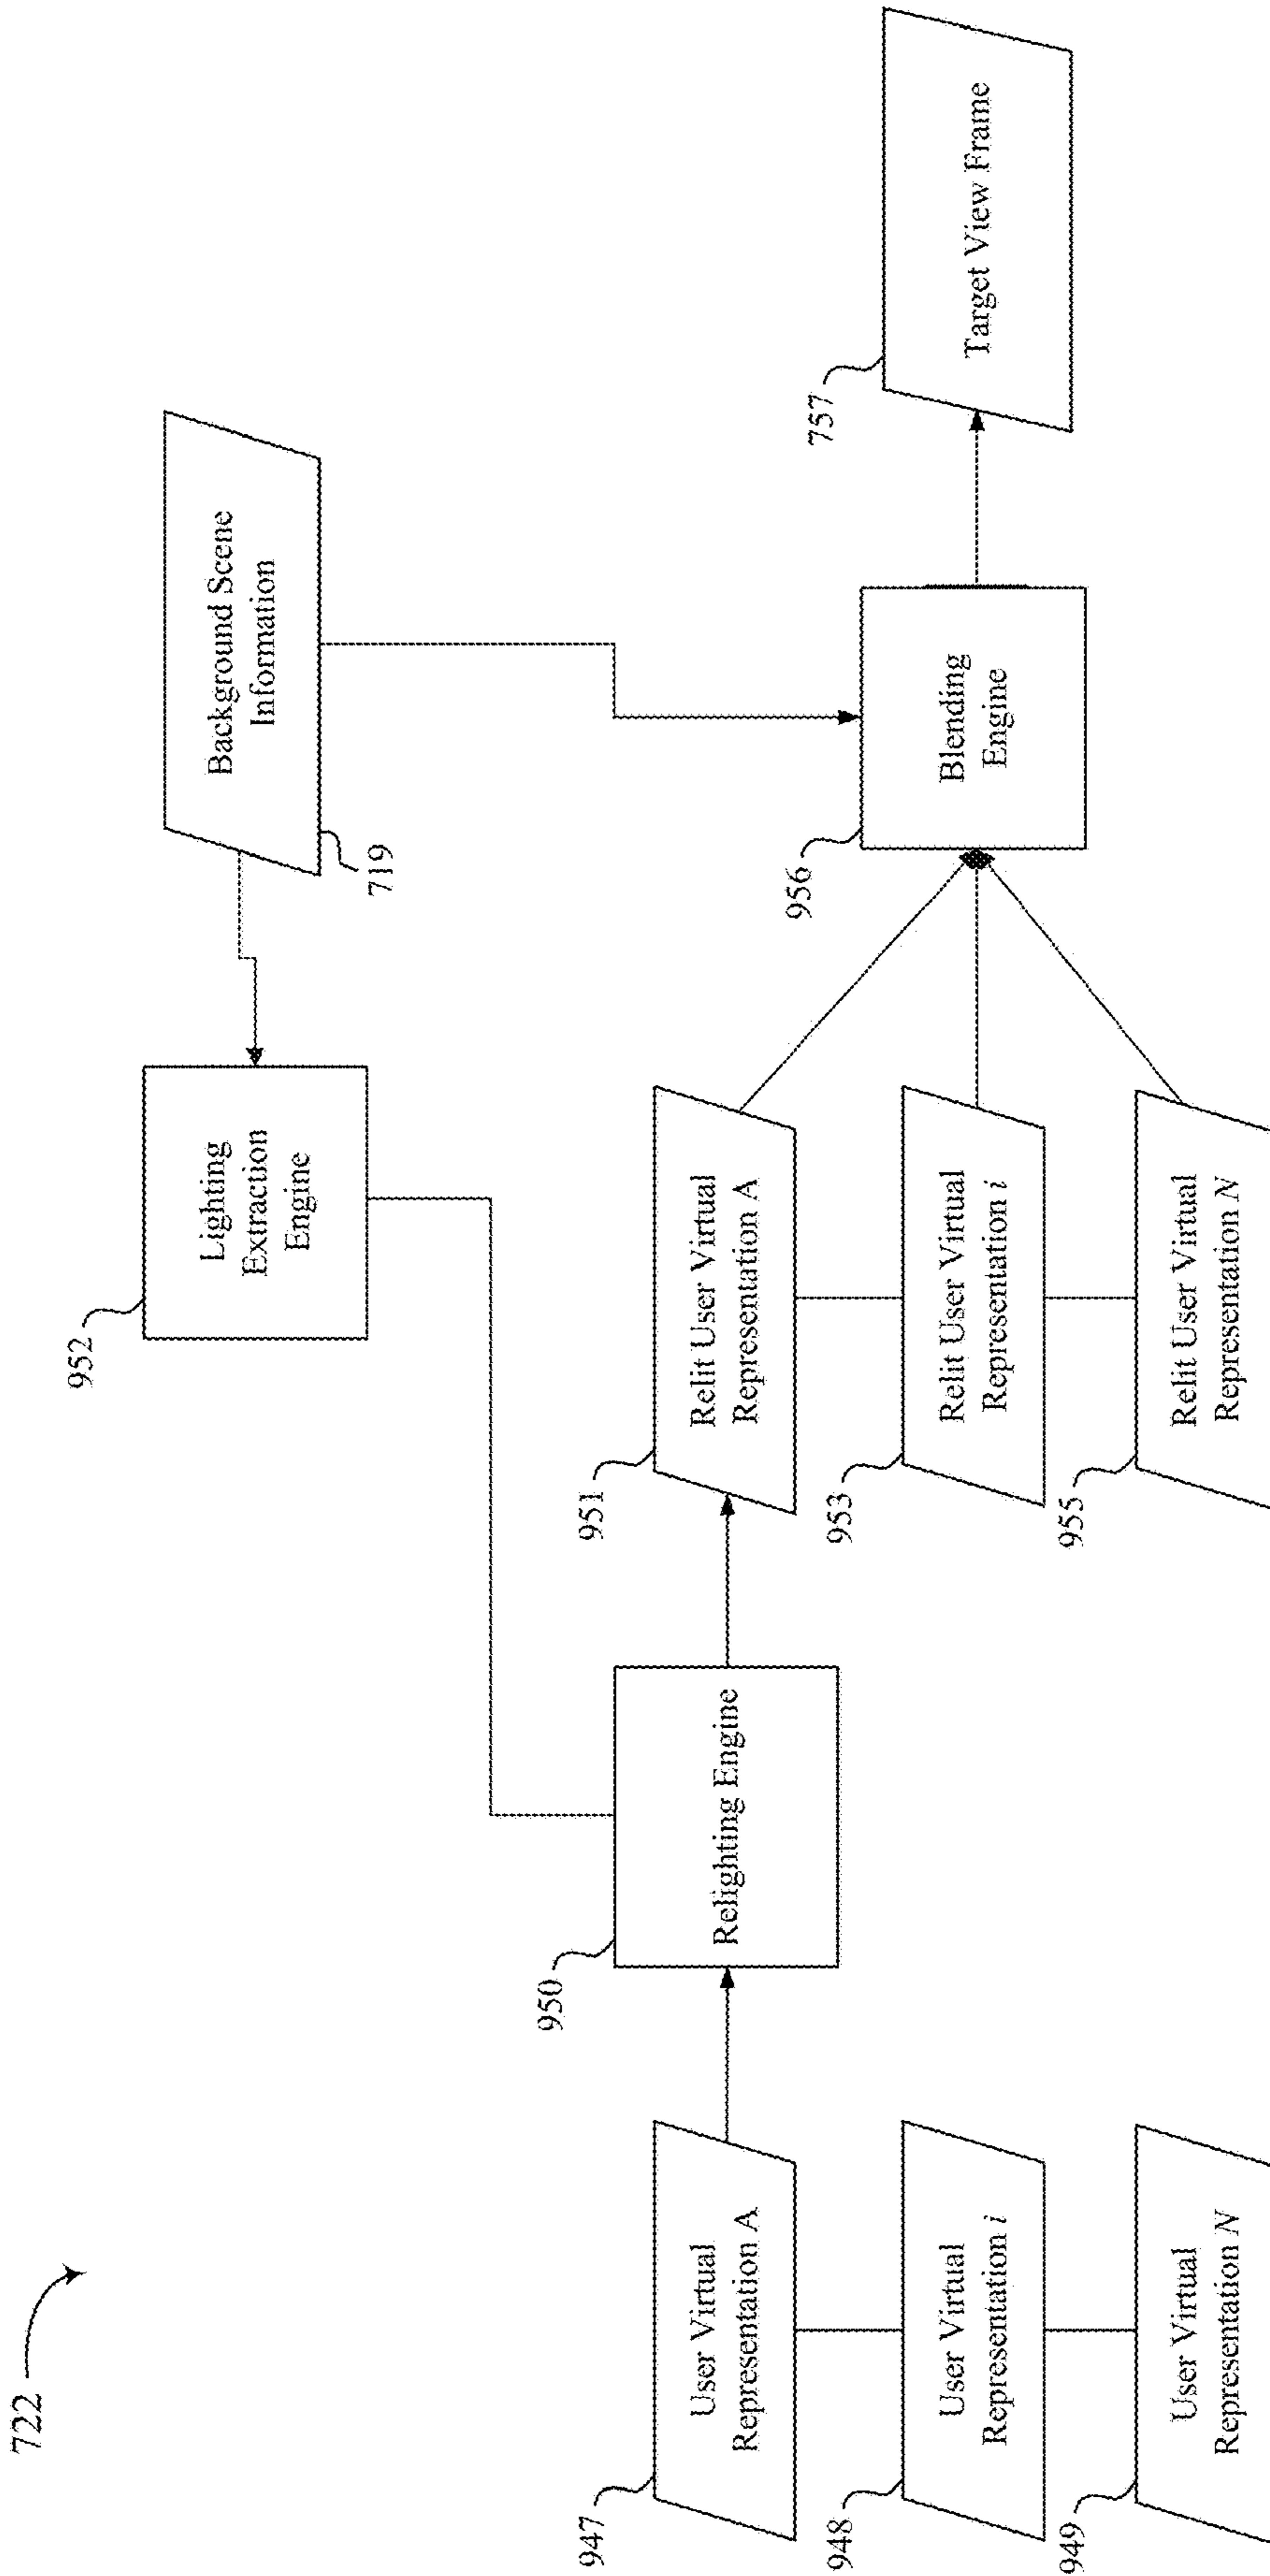 722
952
Lighting
Extraction
Engine
Background Scene
Information
719
947
User Virtual
Representation A
948
User Virtual
Representation i
949
User Virtual
Representation N
950
Relighting Engine
951
Relit User Virtual
Representation A
953
Relit User Virtual
Representation i
955
Relit User Virtual
Representation N
956
Blending
Engine
757
Target View Frame